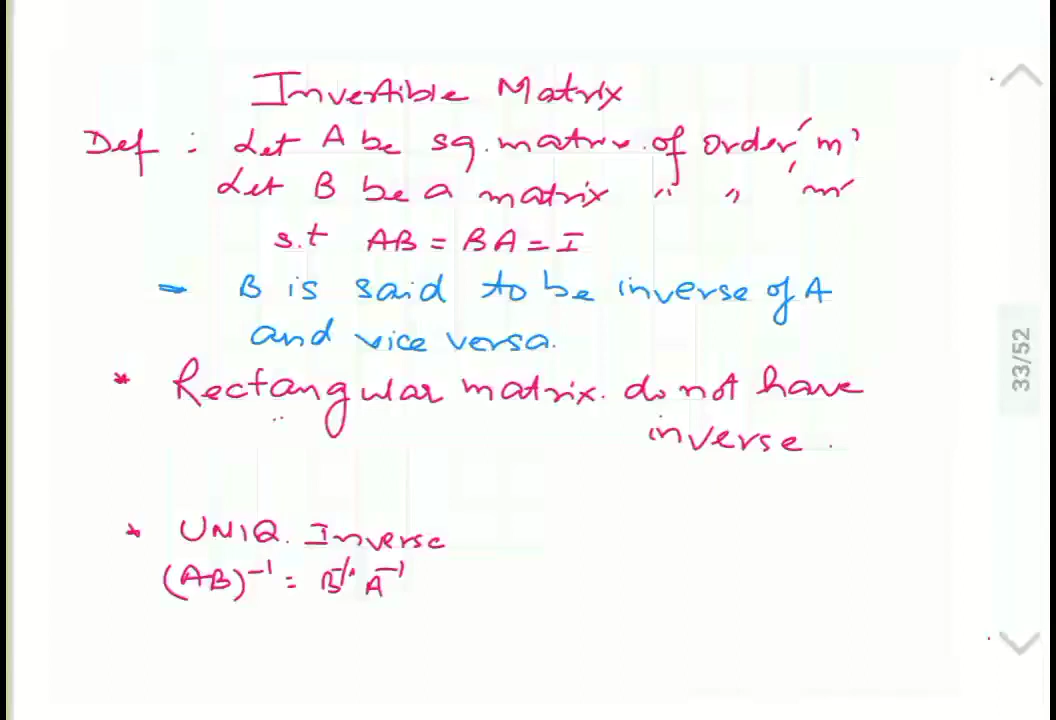 Invertible Matrix
Def : Let A be sq. matrix of order 'm'
Let B be a matrix " " 'm'
s.t AB = BA = I
B is said to be inverse of A
and vice versa.
* Rectangular matrix. do not have
inverse.
* UNIQ. Inverse
(AB)⁻¹ = B⁻¹ A⁻¹
33/52